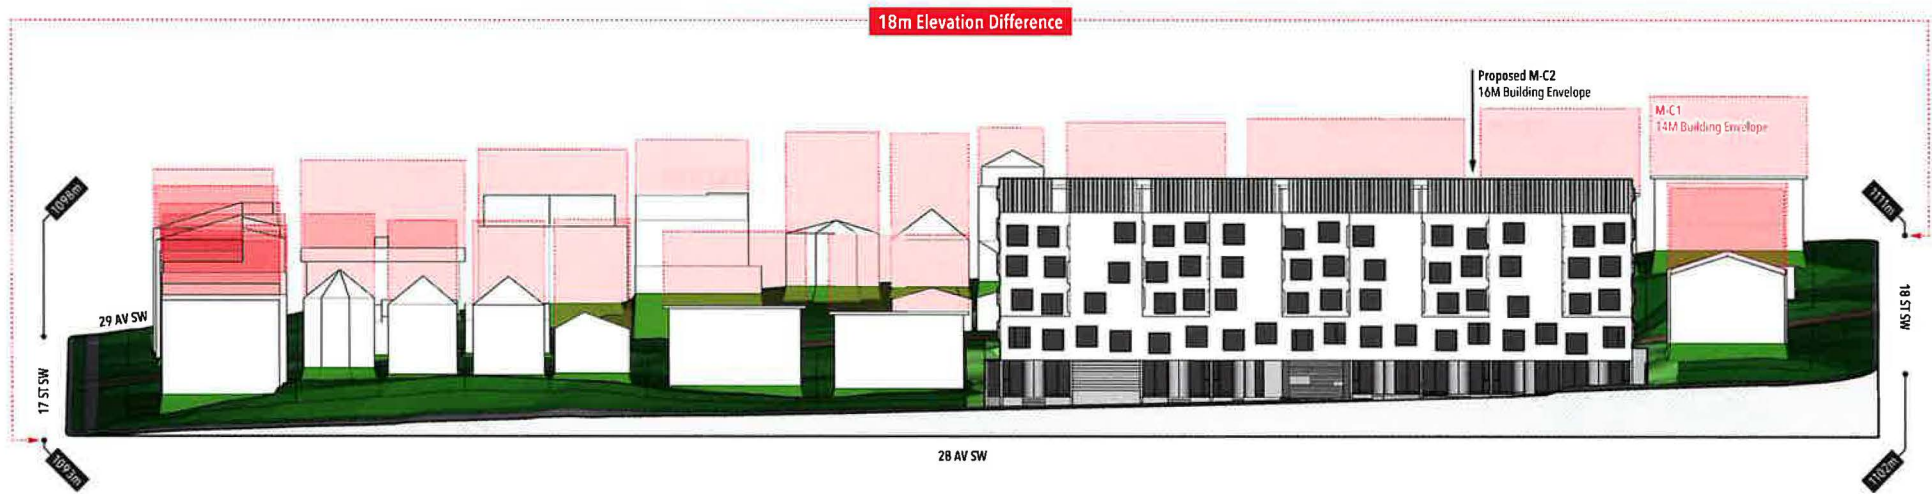 18m Elevation Difference
Proposed M-C2
16M Building Envelope
M-C1
14M Building Envelope
1098m
1111m
29 AV SW
17 ST SW
18 ST SW
28 AV SW
1093m
1102m